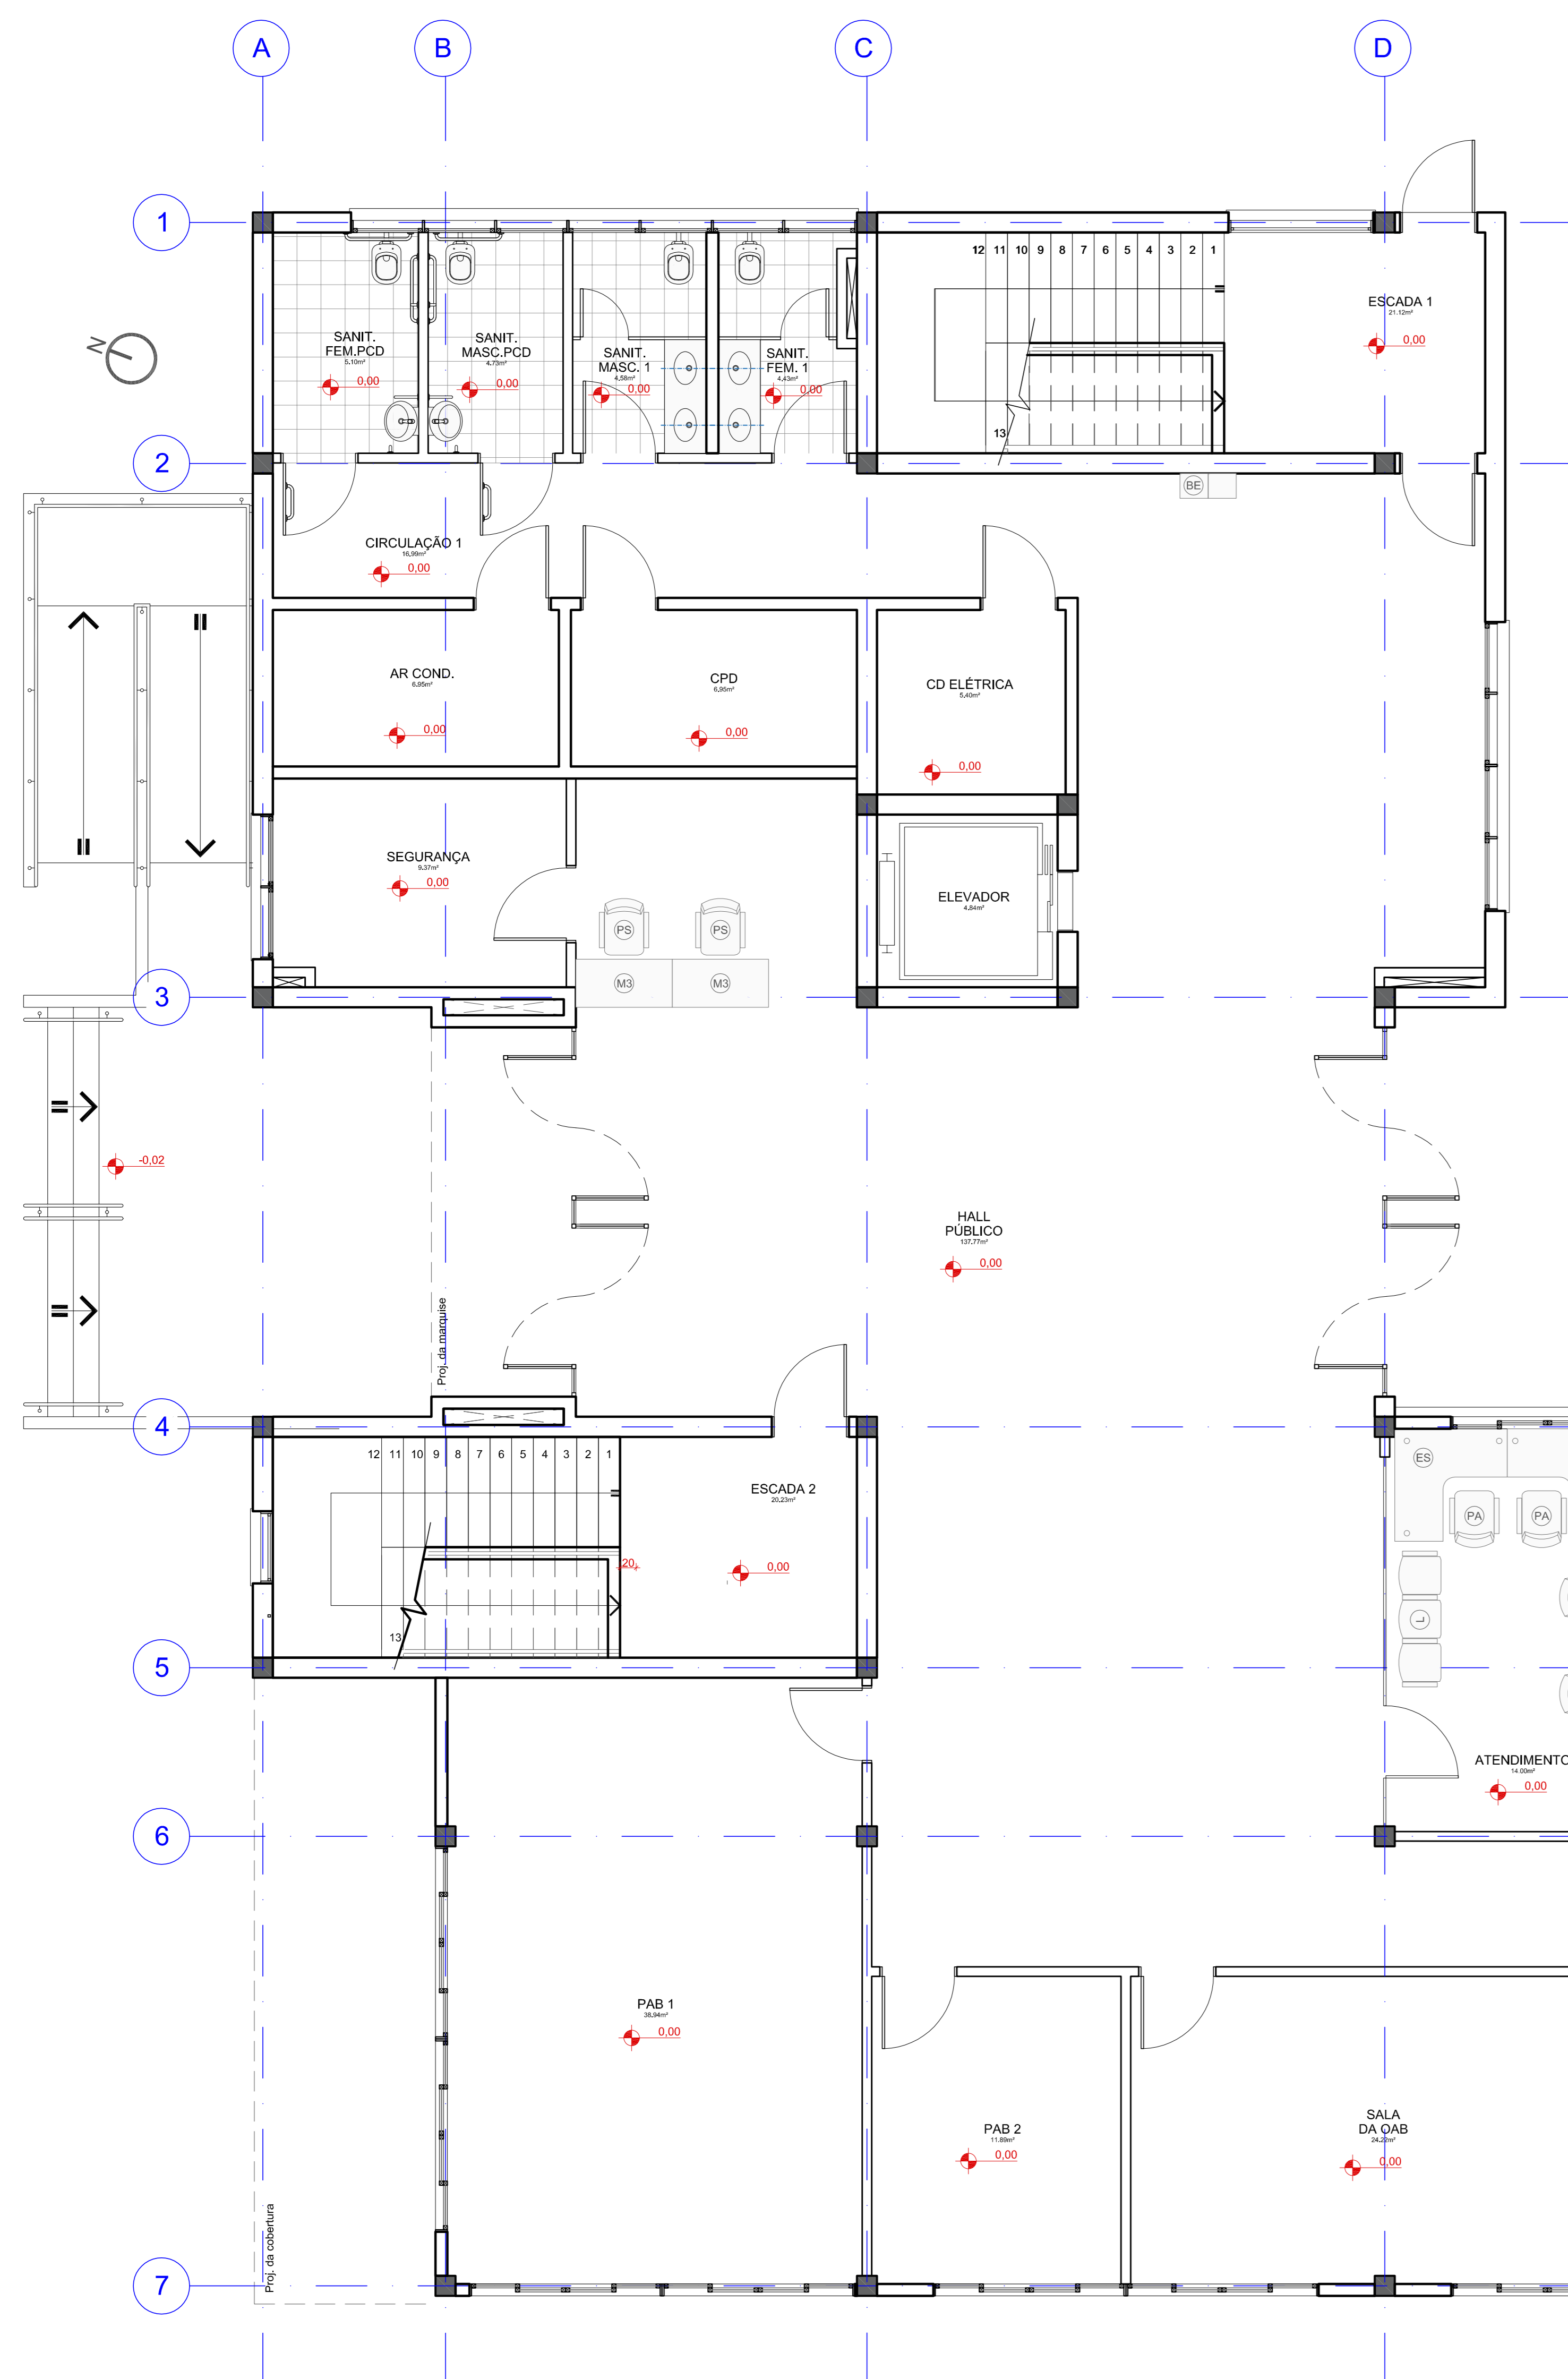 A
B
C
D
1
12 11 10 9 8 7 6 5 4 3 2 1
ESCADA 1
21.12m²
0,00
N
SANIT.
FEM.PCD
5.10m²
0,00
SANIT.
MASC.PCD
4.73m²
0,00
SANIT.
MASC. 1
4.58m²
0,00
SANIT.
FEM. 1
4.43m²
0,00
13
2
BE
CIRCULAÇÃO 1
16,99m²
0,00
AR COND.
6.95m²
0,00
CPD
6.95m²
0,00
CD ELÉTRICA
5.40m²
0,00
SEGURANÇA
9.37m²
0,00
PS
PS
M3
M3
ELEVADOR
4.84m²
3
-0,02
HALL
PÚBLICO
137.77m²
0,00
Proj. da marquise
4
12 11 10 9 8 7 6 5 4 3 2 1
ESCADA 2
20.23m²
0,00
20
13
ES
PA
PA
L
5
ATENDIMENTO
14.00m²
0,00
6
PAB 1
38.94m²
0,00
PAB 2
11.89m²
0,00
SALA
DA OAB
24.22m²
0,00
Proj. da cobertura
7